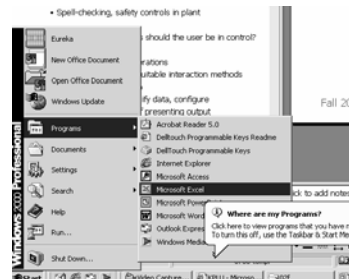 • Spell-checking, safety controls in plant
should the user be in control?
rations
uitable interaction methods
ify data, configure
f presenting output
Fall 20
ck to add notes
Eureka
New Office Document
Open Office Document
Windows Update
Programs
Documents
Settings
Search
Help
Run...
Shut Down...
Windows 2000 Professional
Acrobat Reader 5.0
Delltouch Programmable Keys Readme
DellTouch Programmable Keys
Internet Explorer
Microsoft Access
Microsoft Excel
Microsoft Power
Microsoft Word
Outlook Expres
Windows Media
Where are my Programs?
Click here to view programs that you have n
To turn this off, use the Taskbar & Start Me
Start